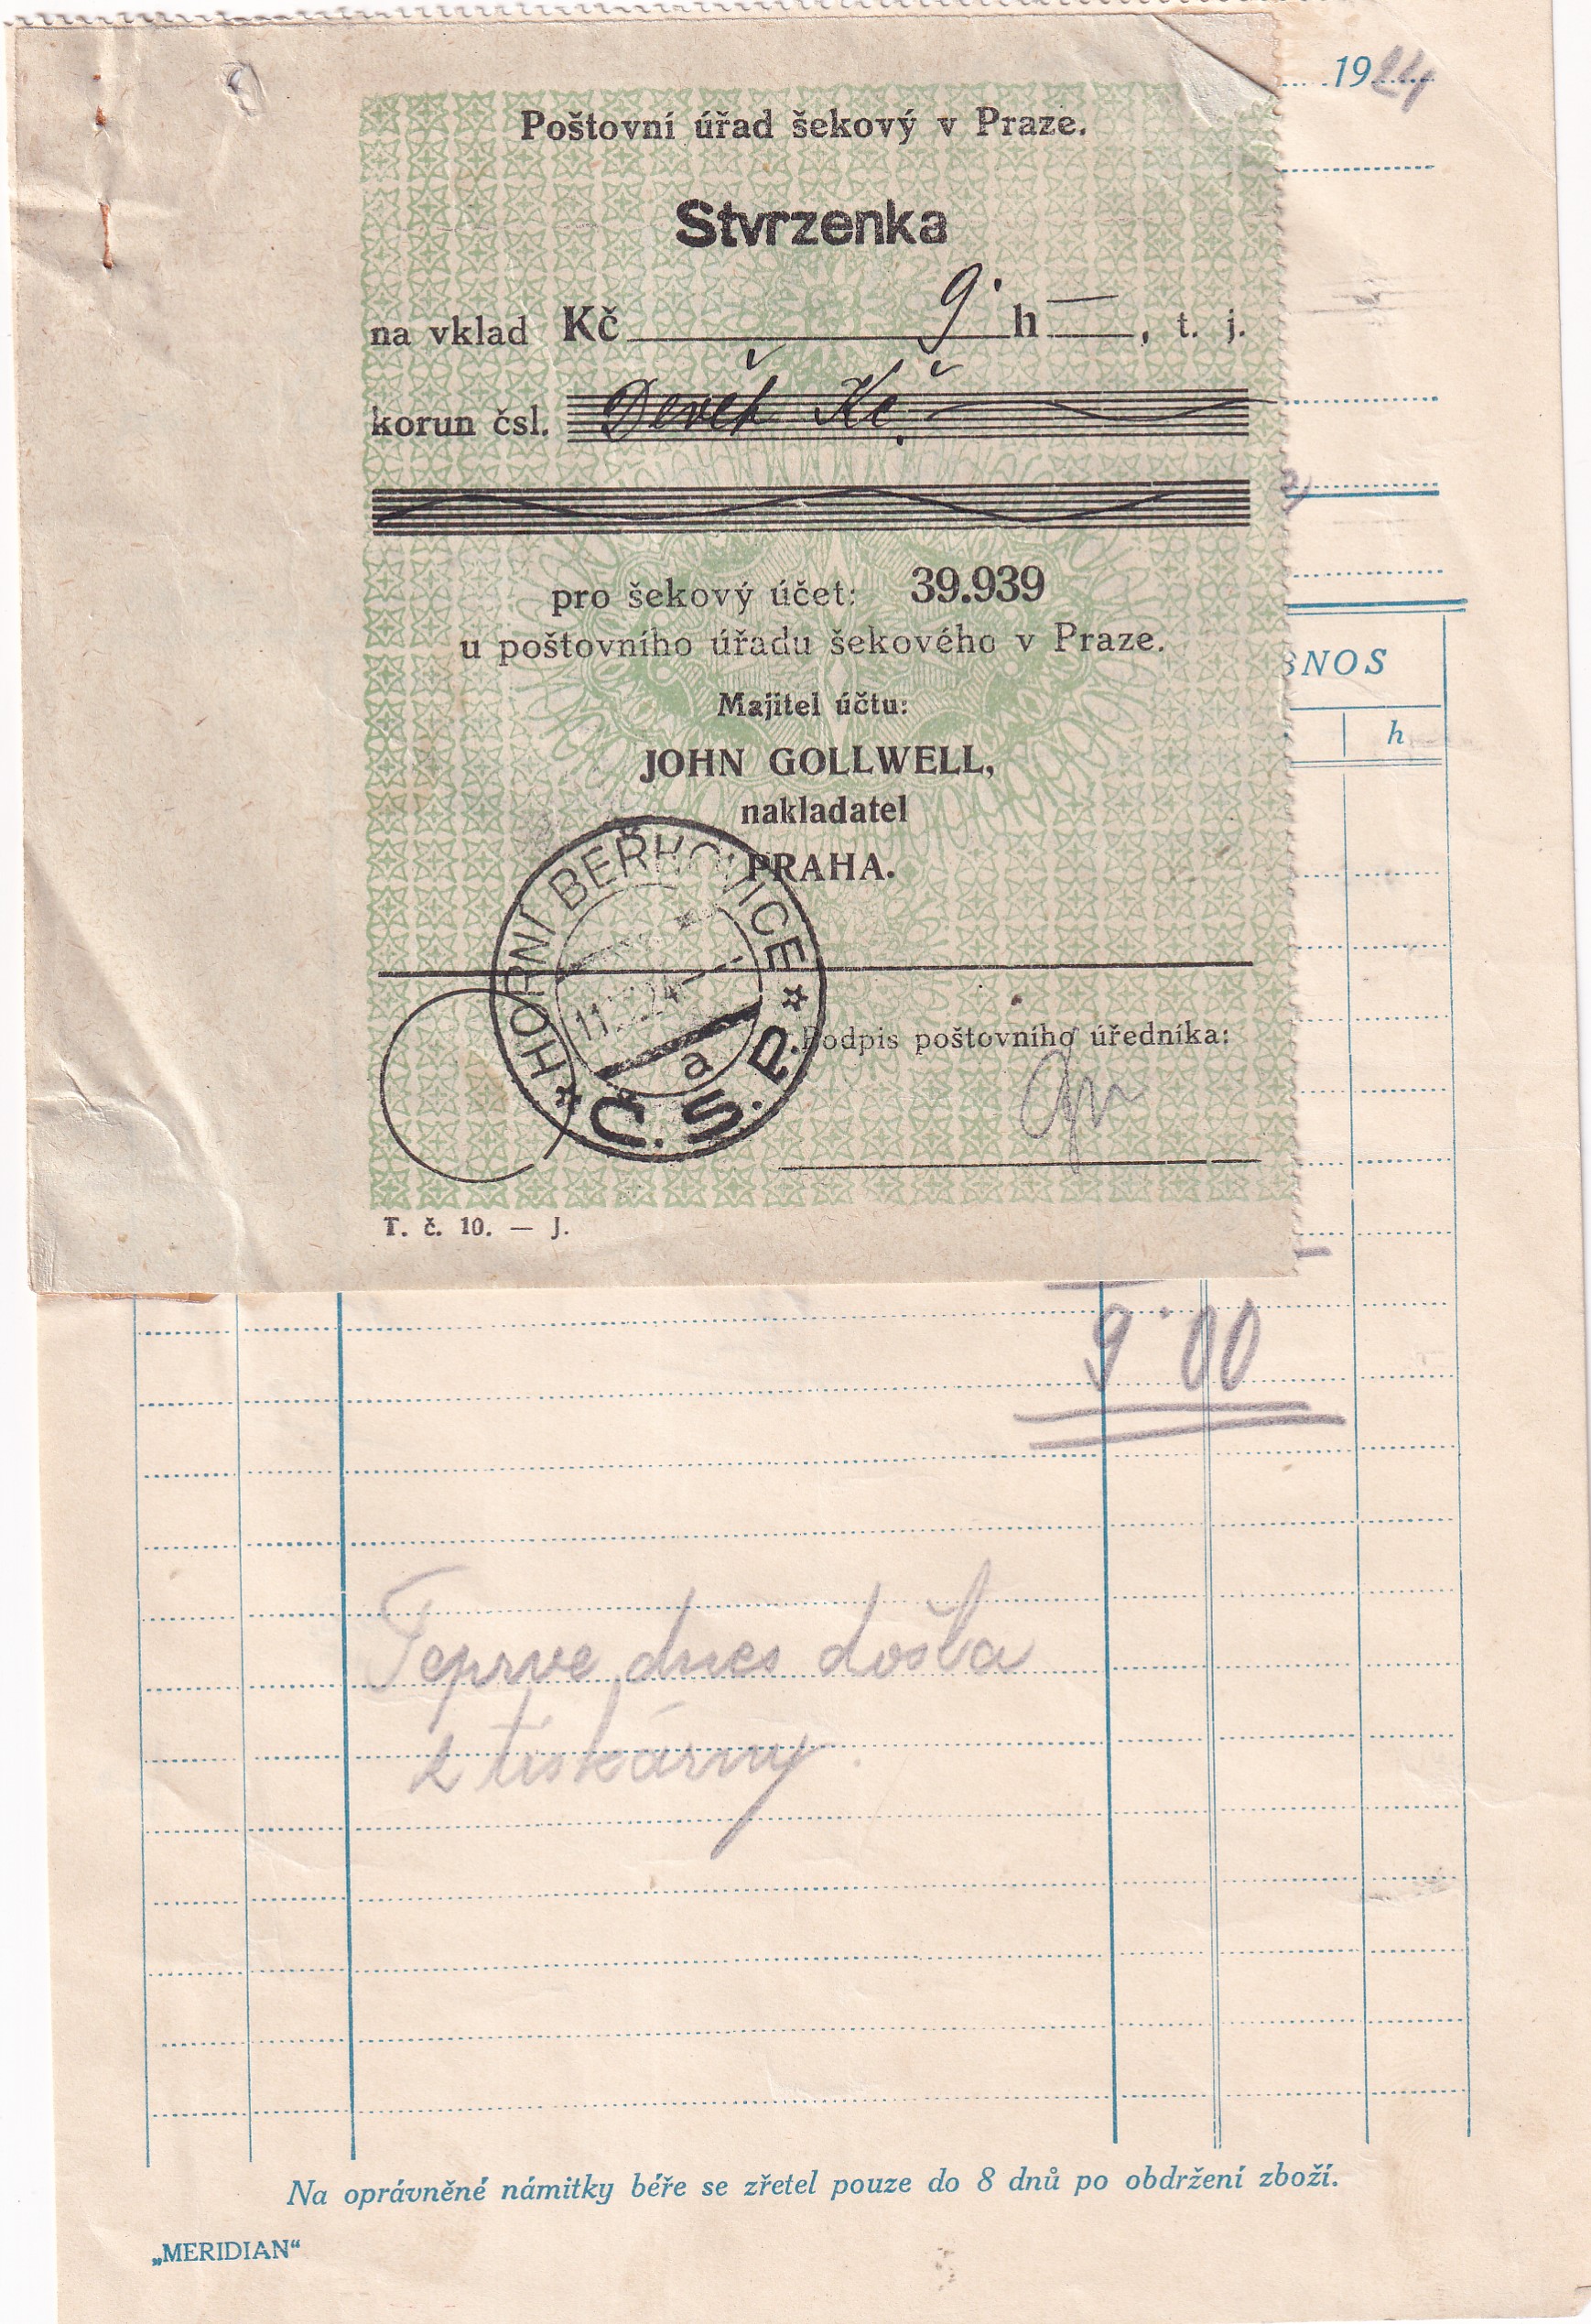 1924
Poštovní úřad šekový v Praze.
Stvrzenka
na vklad Kč 9· h —, t. j.
korun čsl. Devět Kč.
pro šekový účet: 39.939
u poštovního úřadu šekového v Praze.
Majitel účtu:
JOHN GOLLWELL,
nakladatel
PRAHA.
HORNÍ BEŘKOVICE
a
Č.S.P.
Podpis poštovního úředníka:
T. č. 10. — J.
BNOS
h
9·00
Teprve dnes došla
z tiskárny.
Na oprávněné námitky béře se zřetel pouze do 8 dnů po obdržení zboží.
„MERIDIAN“